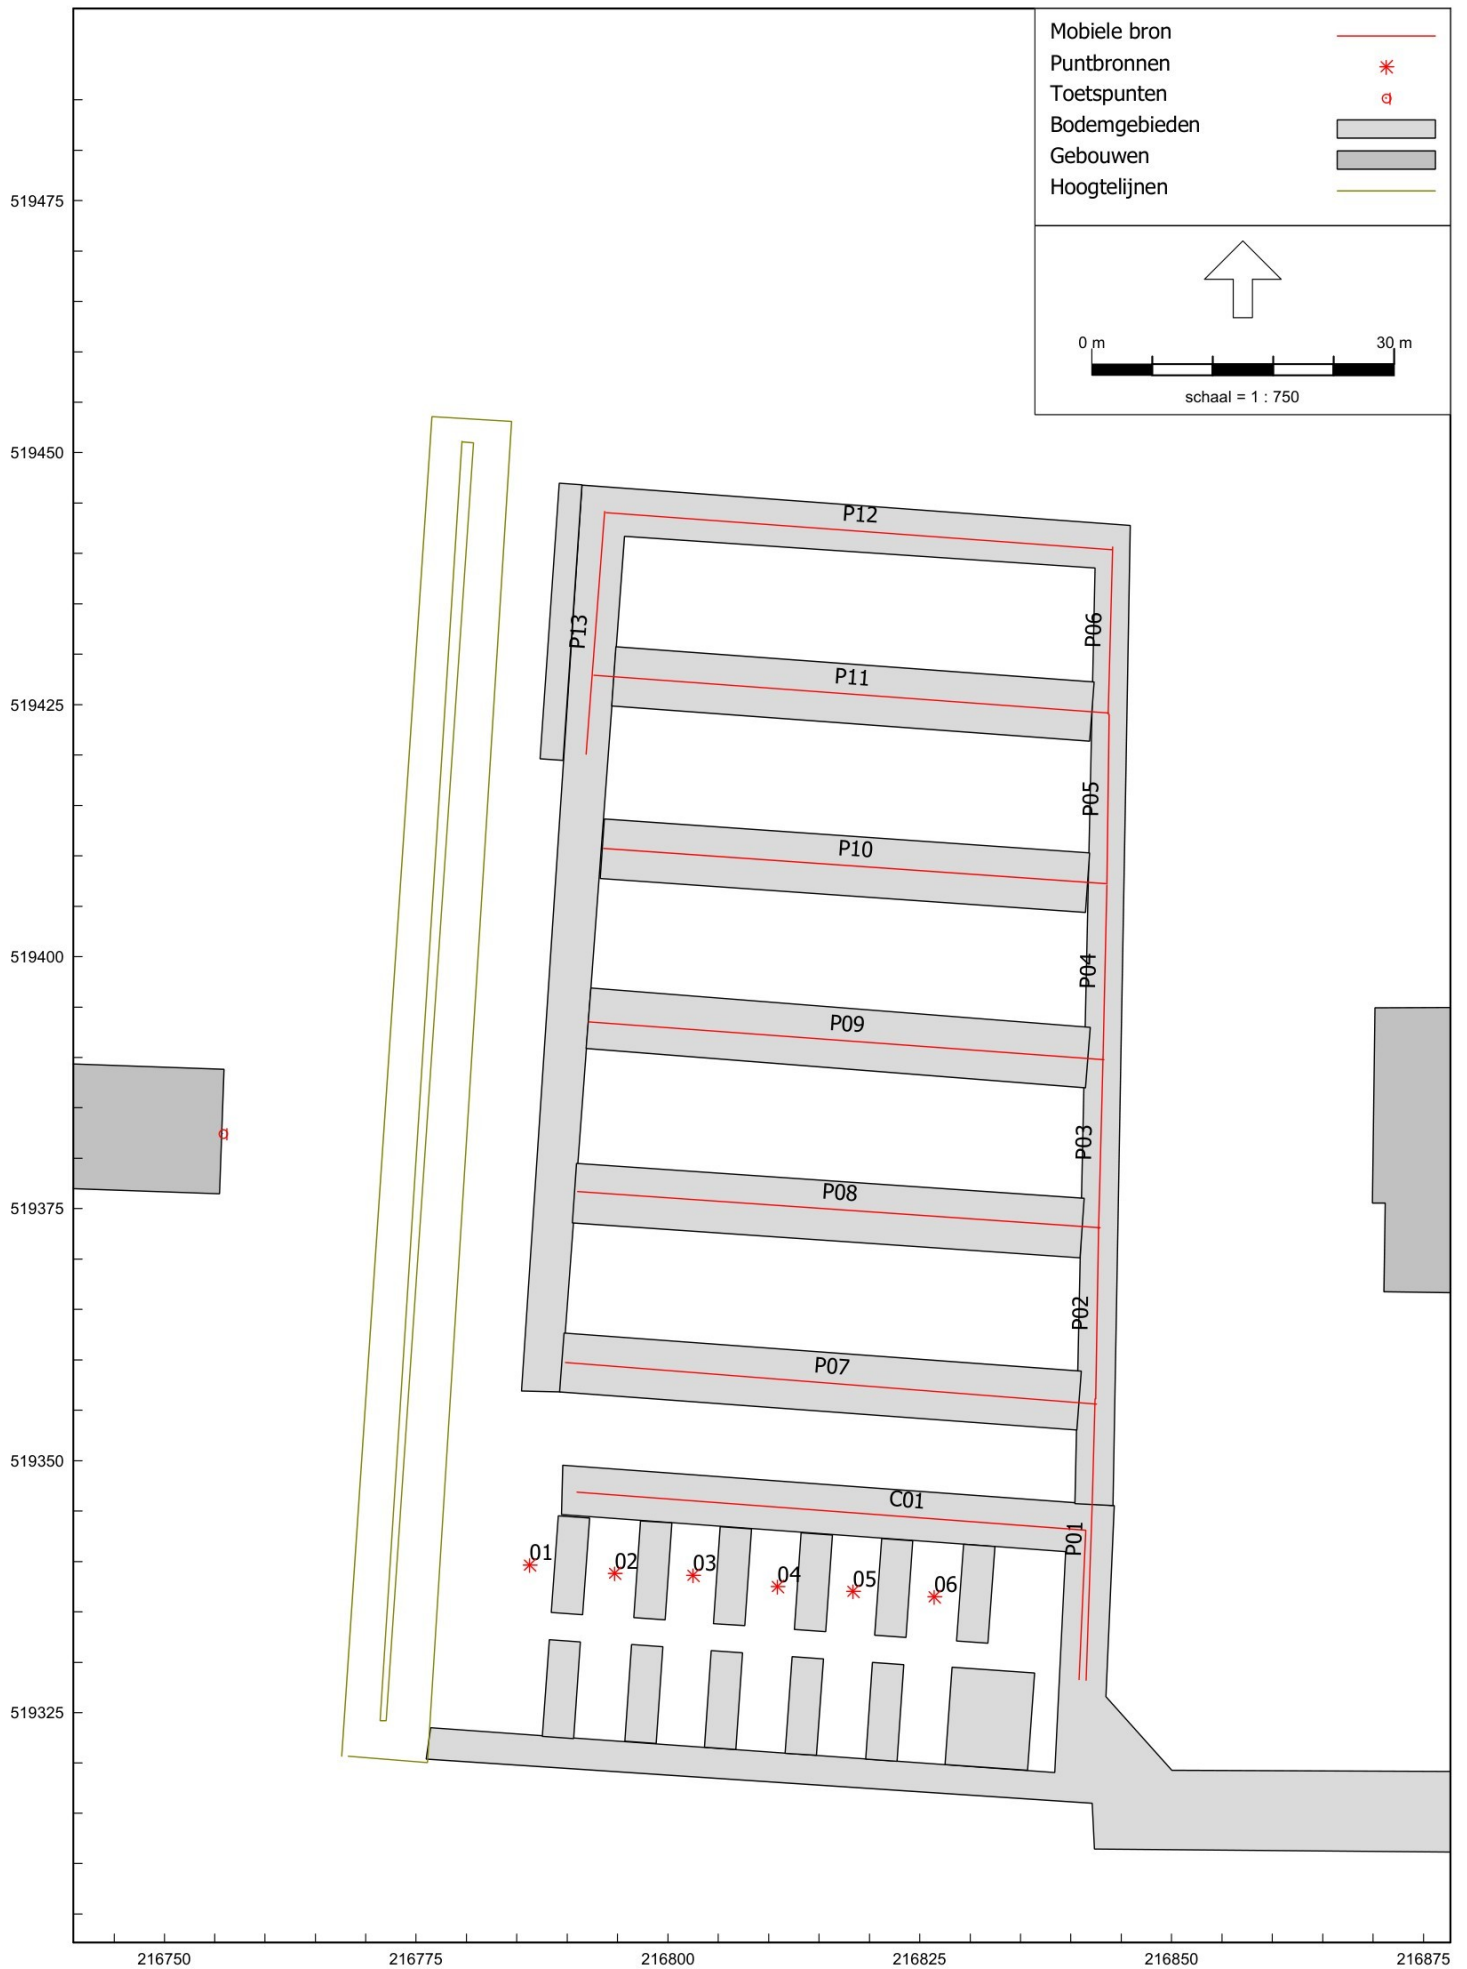 Mobiele bron
Puntbronnen
Toetspunten
Bodemgebieden
Gebouwen
Hoogtelijnen
0 m 30 m
schaal = 1 : 750
519475
519450
519425
519400
519375
519350
519325
P12
P13
P06
P11
P05
P10
P04
P09
P03
P08
P02
P07
C01
P01
01
02
03
04
05
06
216750 216775 216800 216825 216850 216875